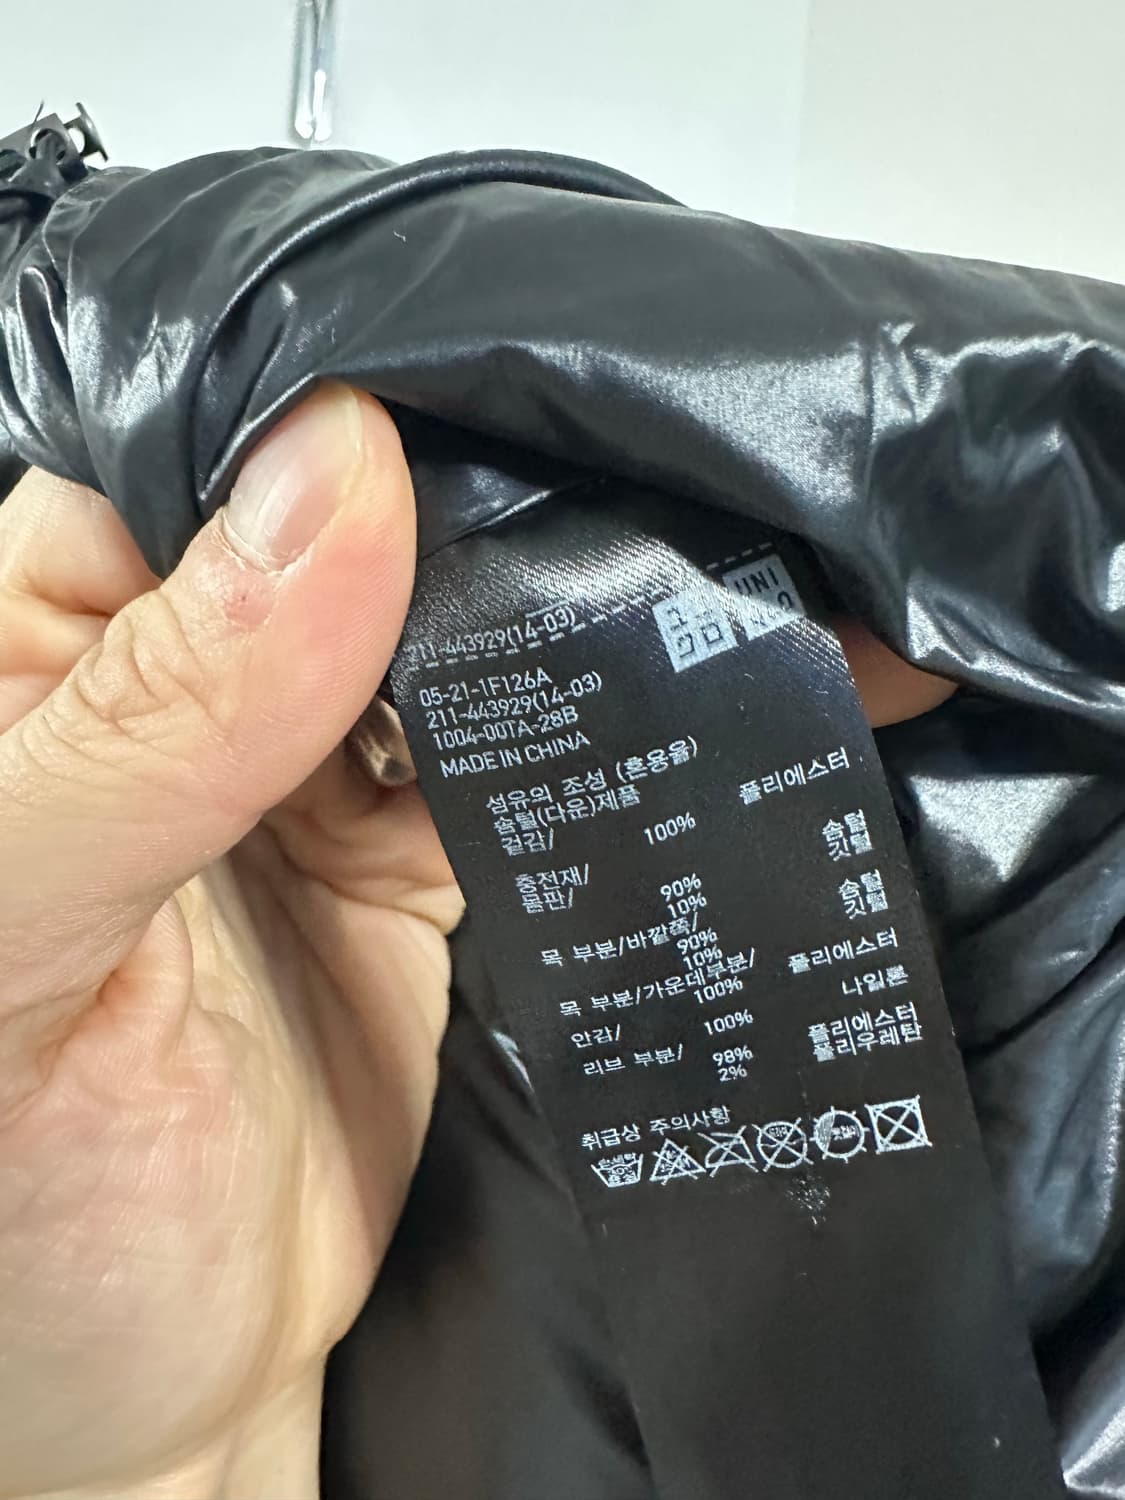 211-443929(14-03)
UNI
05-21-1F126A
211-443929(14-03)
1004-00TA-28B
MADE IN CHINA
섬유의 조성 (혼용율)
솜털(다운)제품
겉감/ 100% 폴리에스터
충전재/
몸판/ 90% 솜털
10% 깃털
목 부분/바깥쪽/
90% 솜털
10% 깃털
목 부분/가운데부분/
100% 폴리에스터
안감/ 100% 나일론
리브 부분/ 98% 폴리에스터
2% 폴리우레탄
취급상 주의사항